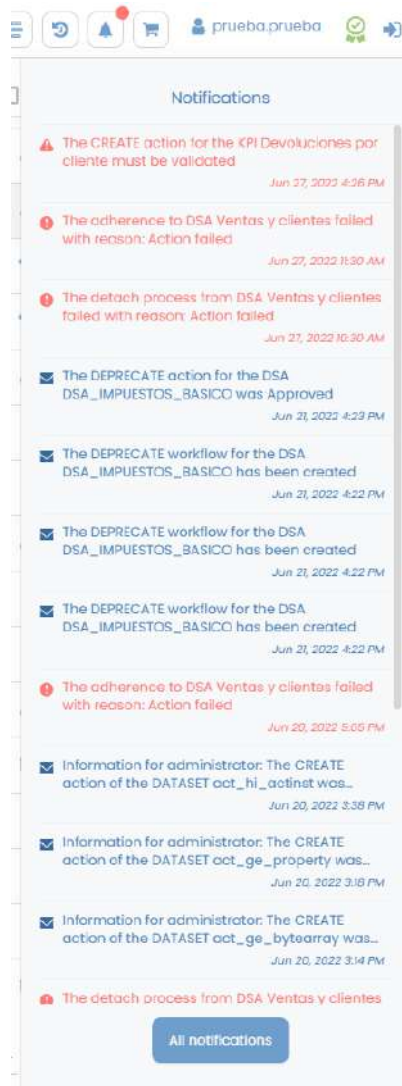 prueba.prueba
Notifications
The CREATE action for the KPI Devoluciones por
cliente must be validated
Jun 27, 2022 4:26 PM
The adherence to DSA Ventas y clientes failed
with reason: Action failed
Jun 27, 2022 11:30 AM
The detach process from DSA Ventas y clientes
failed with reason: Action failed
Jun 27, 2022 10:30 AM
The DEPRECATE action for the DSA
DSA_IMPUESTOS_BASICO was Approved
Jun 21, 2022 4:23 PM
The DEPRECATE workflow for the DSA
DSA_IMPUESTOS_BASICO has been created
Jun 21, 2022 4:22 PM
The DEPRECATE workflow for the DSA
DSA_IMPUESTOS_BASICO has been created
Jun 21, 2022 4:22 PM
The DEPRECATE workflow for the DSA
DSA_IMPUESTOS_BASICO has been created
Jun 21, 2022 4:22 PM
The adherence to DSA Ventas y clientes failed
with reason: Action failed
Jun 20, 2022 5:05 PM
Information for administrator: The CREATE
action of the DATASET act_hi_actinst was...
Jun 20, 2022 3:38 PM
Information for administrator: The CREATE
action of the DATASET act_ge_property was...
Jun 20, 2022 3:18 PM
Information for administrator: The CREATE
action of the DATASET act_ge_bytearray was...
Jun 20, 2022 3:14 PM
The detach process from DSA Ventas y clientes
All notifications